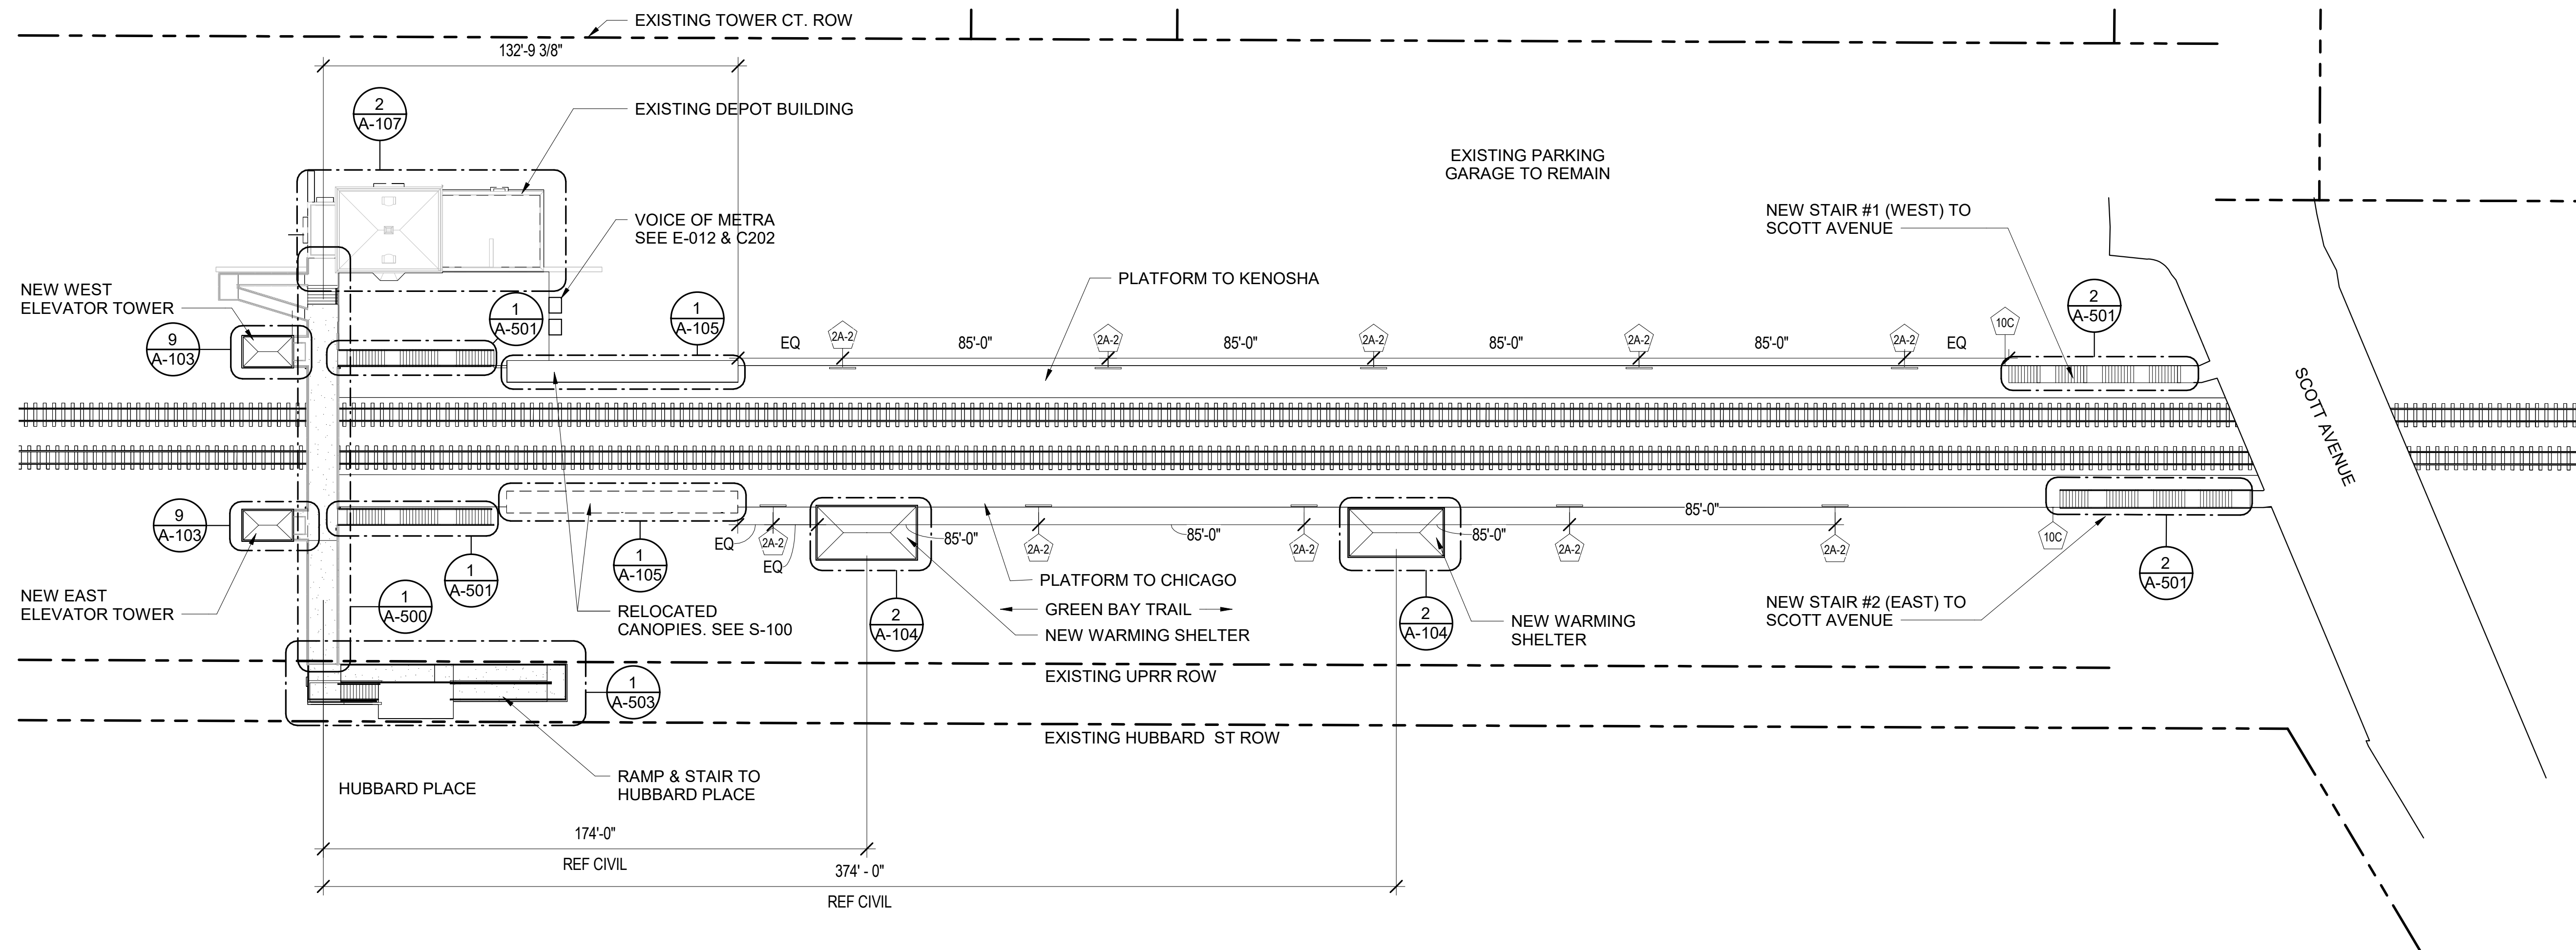 EXISTING TOWER CT. ROW
132'-9 3/8"
2
A-107
EXISTING DEPOT BUILDING
EXISTING PARKING
GARAGE TO REMAIN
VOICE OF METRA
SEE E-012 & C202
NEW STAIR #1 (WEST) TO
SCOTT AVENUE
PLATFORM TO KENOSHA
NEW WEST
ELEVATOR TOWER
9
A-103
1
A-501
1
A-105
EQ
2A-2
85'-0"
2A-2
85'-0"
2A-2
85'-0"
2A-2
85'-0"
2A-2
EQ
10C
2
A-501
SCOTT AVENUE
9
A-103
1
A-501
1
A-105
EQ
2A-2
EQ
85'-0"
2A-2
85'-0"
2A-2
85'-0"
2A-2
85'-0"
2A-2
10C
2
A-501
NEW EAST
ELEVATOR TOWER
1
A-500
RELOCATED
CANOPIES. SEE S-100
2
A-104
PLATFORM TO CHICAGO
GREEN BAY TRAIL
NEW WARMING SHELTER
2
A-104
NEW WARMING
SHELTER
NEW STAIR #2 (EAST) TO
SCOTT AVENUE
1
A-503
EXISTING UPRR ROW
EXISTING HUBBARD ST ROW
HUBBARD PLACE
RAMP & STAIR TO
HUBBARD PLACE
174'-0"
REF CIVIL
374' - 0"
REF CIVIL